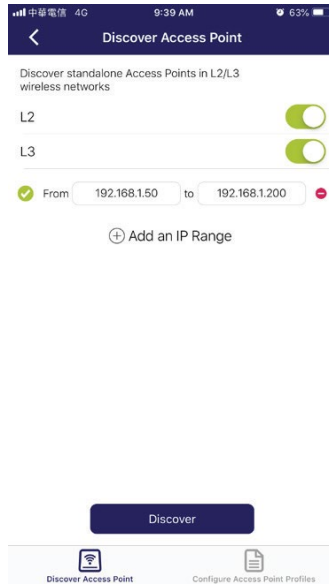 中華電信 4G 9:39 AM 63%
Discover Access Point
Discover standalone Access Points in L2/L3
wireless networks
L2
L3
From 192.168.1.50 to 192.168.1.200
Add an IP Range
Discover
Discover Access Point Configure Access Point Profiles